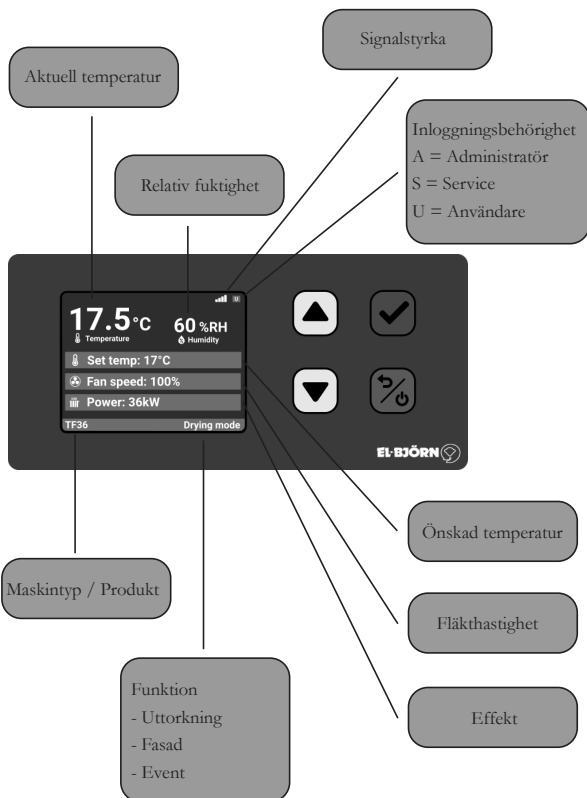 Signalstyrka
Aktuell temperatur
Inloggningsbehörighet
A = Administratör
S = Service
U = Användare
Relativ fuktighet
U
17.5°C
Temperature
60 %RH
Humidity
Set temp: 17°C
Fan speed: 100%
Power: 36kW
TF36
Drying mode
EL·BJÖRN
Önskad temperatur
Maskintyp / Produkt
Fläkthastighet
Funktion
- Uttorkning
- Fasad
- Event
Effekt